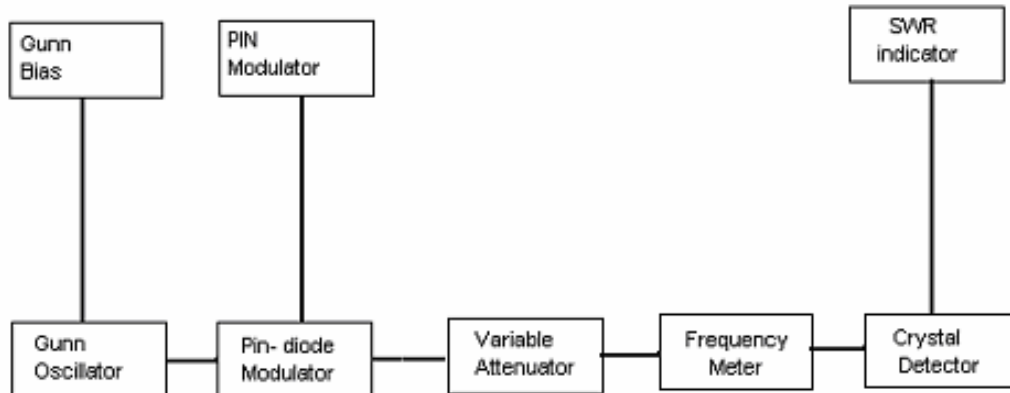 Gunn
Bias
PIN
Modulator
SWR
indicator
Gunn
Oscillator
Pin- diode
Modulator
Variable
Attenuator
Frequency
Meter
Crystal
Detector